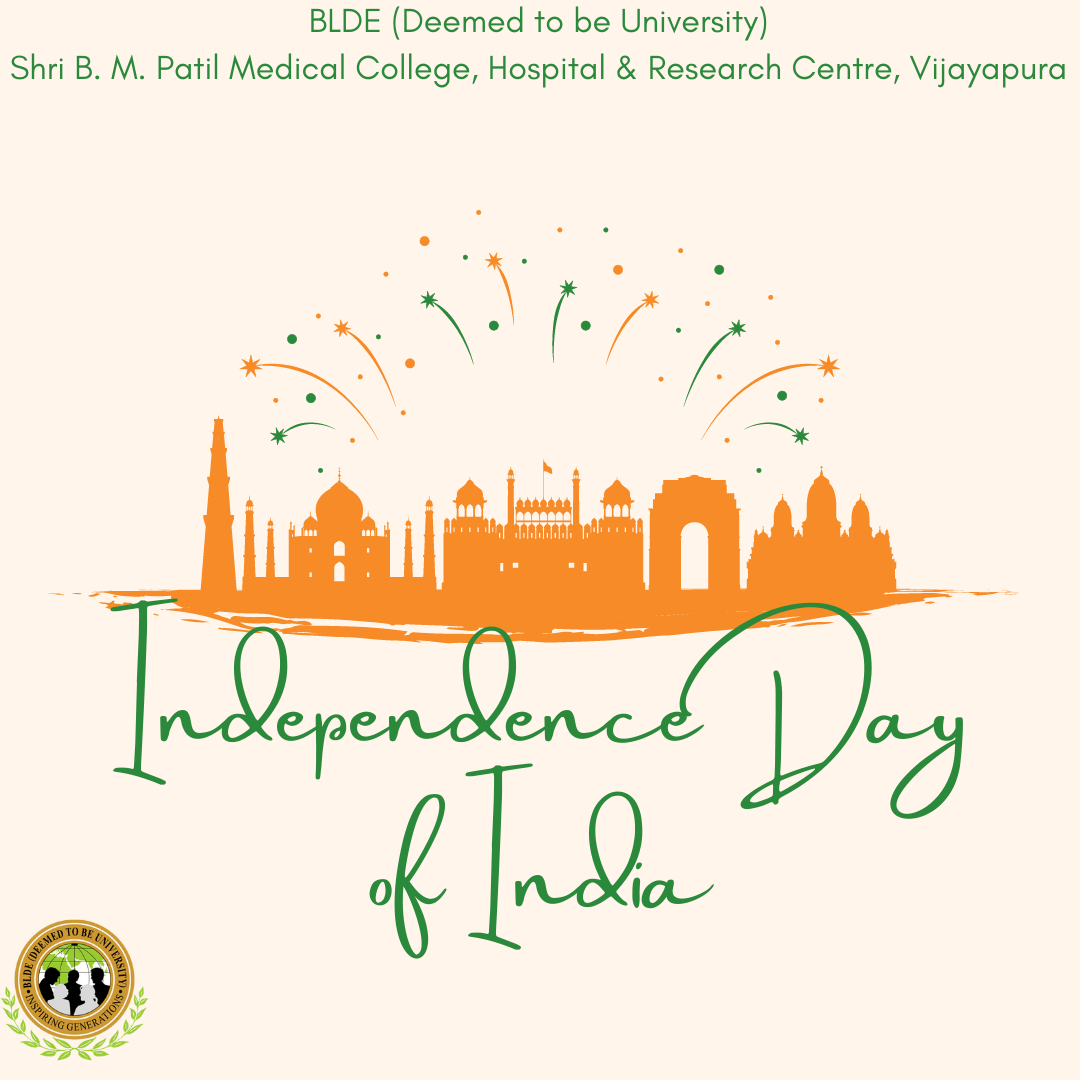 BLDE (Deemed to be University)
Shri B. M. Patil Medical College, Hospital & Research Centre, Vijayapura
Independence Day
of India
BLDE (DEEMED TO BE UNIVERSITY)
INSPIRING GENERATIONS